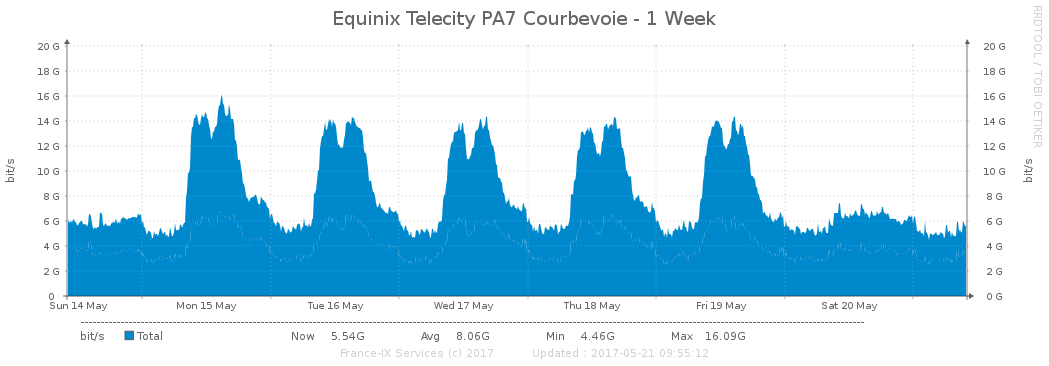 Equinix Telecity PA7 Courbevoie - 1 Week
RRDTOOL / TOBI OETIKER
20 G 20 G
18 G 18 G
16 G 16 G
14 G 14 G
12 G 12 G
10 G 10 G
8 G 8 G
6 G 6 G
4 G 4 G
2 G 2 G
0 0 G
bit/s
bit/s
Sun 14 May Mon 15 May Tue 16 May Wed 17 May Thu 18 May Fri 19 May Sat 20 May
bit/s Total Now 5.54G Avg 8.06G Min 4.46G Max 16.09G
France-IX Services (c) 2017 Updated : 2017-05-21 09:55:12